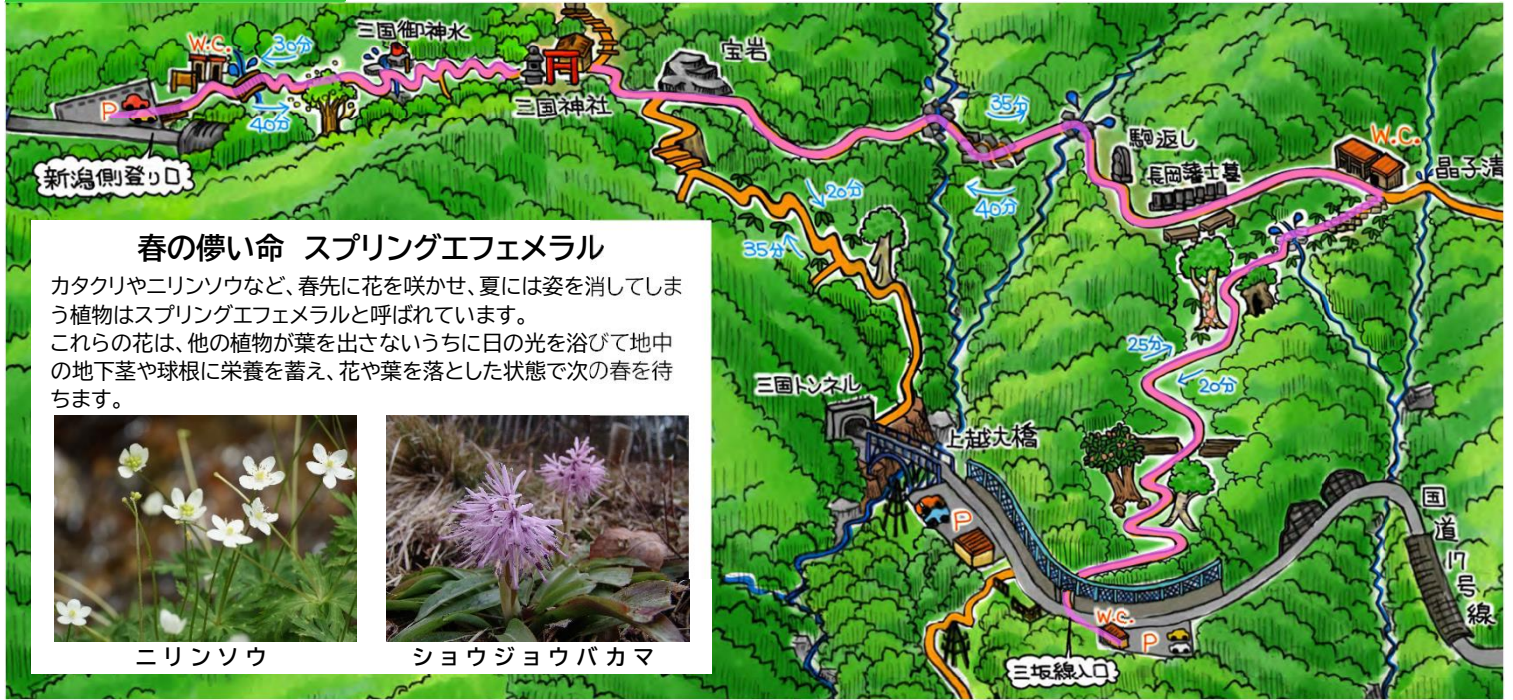 W.C.
30分
三国御神水
宝岩
P
40分
三国神社
新潟側登り口
35分
駒返し
W.C.
長岡藩士墓
晶子清
40分
20分
35分
春の儚い命 スプリングエフェメラル
カタクリやニリンソウなど、春先に花を咲かせ、夏には姿を消してしま
う植物はスプリングエフェメラルと呼ばれています。
これらの花は、他の植物が葉を出さないうちに日の光を浴びて地中
の地下茎や球根に栄養を蓄え、花や葉を落とした状態で次の春を待
ちます。
ニリンソウ
ショウジョウバカマ
25分
20分
三国トンネル
上越大橋
P
国道17号線
W.C.
P
三坂線入口